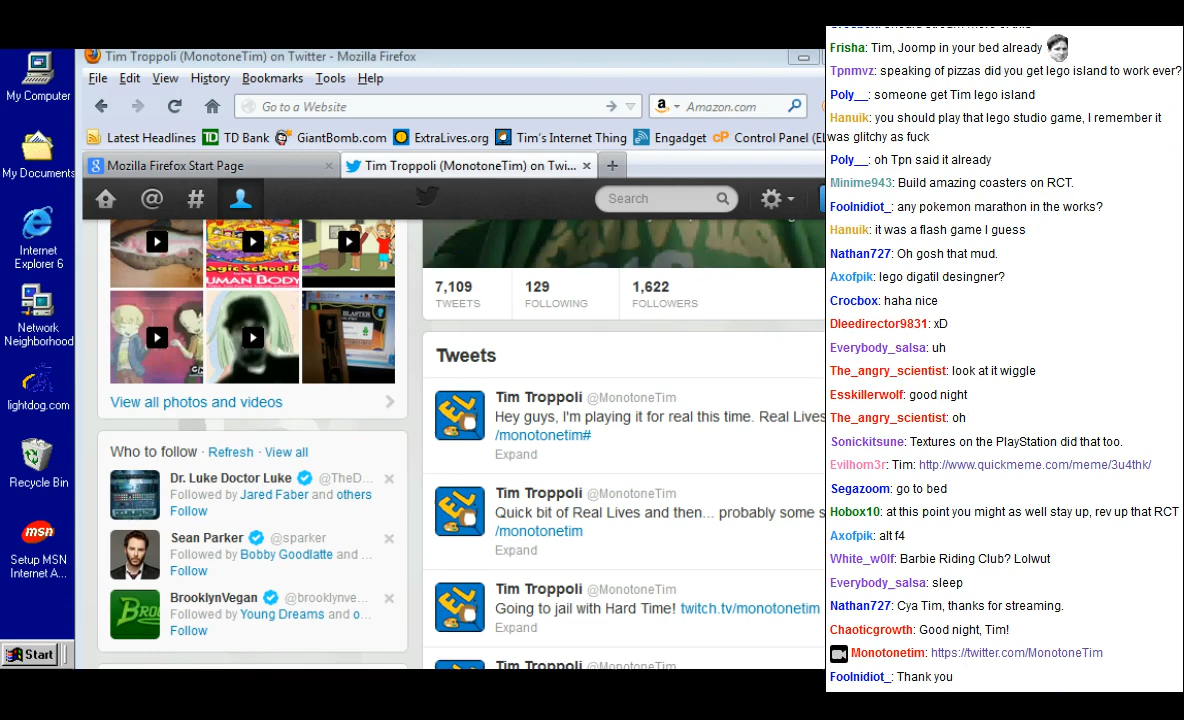 My Computer
My Documents
Internet
Explorer 6
Network
Neighborhood
lightdog.com
Recycle Bin
msn
Setup MSN
Internet A...
Start
Tim Troppoli (MonotoneTim) on Twitter - Mozilla Firefox
File Edit View History Bookmarks Tools Help
Go to a Website
Amazon.com
Latest Headlines TD TD Bank GiantBomb.com ExtraLives.org Tim's Internet Thing Engadget cP Control Panel (EL
Mozilla Firefox Start Page
Tim Troppoli (MonotoneTim) on Twi...
Search
7,109
TWEETS
129
FOLLOWING
1,622
FOLLOWERS
View all photos and videos
Who to follow · Refresh · View all
Dr. Luke Doctor Luke @TheD...
Followed by Jared Faber and others
Follow
Sean Parker @sparker
Followed by Bobby Goodlatte and ...
Follow
BrooklynVegan @brooklynve...
Followed by Young Dreams and o...
Follow
Tweets
Tim Troppoli @MonotoneTim
Hey guys, I'm playing it for real this time. Real Lives
/monotonetim#
Expand
Tim Troppoli @MonotoneTim
Quick bit of Real Lives and then... probably some s
/monotonetim
Expand
Tim Troppoli @MonotoneTim
Going to jail with Hard Time! twitch.tv/monotonetim
Expand
Tim Troppoli @MonotoneTim
Frisha: Tim, Joomp in your bed already
Tpnmvz: speaking of pizzas did you get lego island to work ever?
Poly__: someone get Tim lego island
Hanuik: you should play that lego studio game, I remember it
was glitchy as fuck
Poly__: oh Tpn said it already
Minime943: Build amazing coasters on RCT.
Foolnidiot_: any pokemon marathon in the works?
Hanuik: it was a flash game I guess
Nathan727: Oh gosh that mud.
Axofpik: lego digatil desingner?
Crocbox: haha nice
Dleedirector9831: xD
Everybody_salsa: uh
The_angry_scientist: look at it wiggle
Esskillerwolf: good night
The_angry_scientist: oh
Sonickitsune: Textures on the PlayStation did that too.
Evilhom3r: Tim: http://www.quickmeme.com/meme/3u4thk/
Segazoom: go to bed
Hobox10: at this point you might as well stay up, rev up that RCT
Axofpik: alt f4
White_w0lf: Barbie Riding Club? Lolwut
Everybody_salsa: sleep
Nathan727: Cya Tim, thanks for streaming.
Chaoticgrowth: Good night, Tim!
Monotonetim: https://twitter.com/MonotoneTim
Foolnidiot_: Thank you